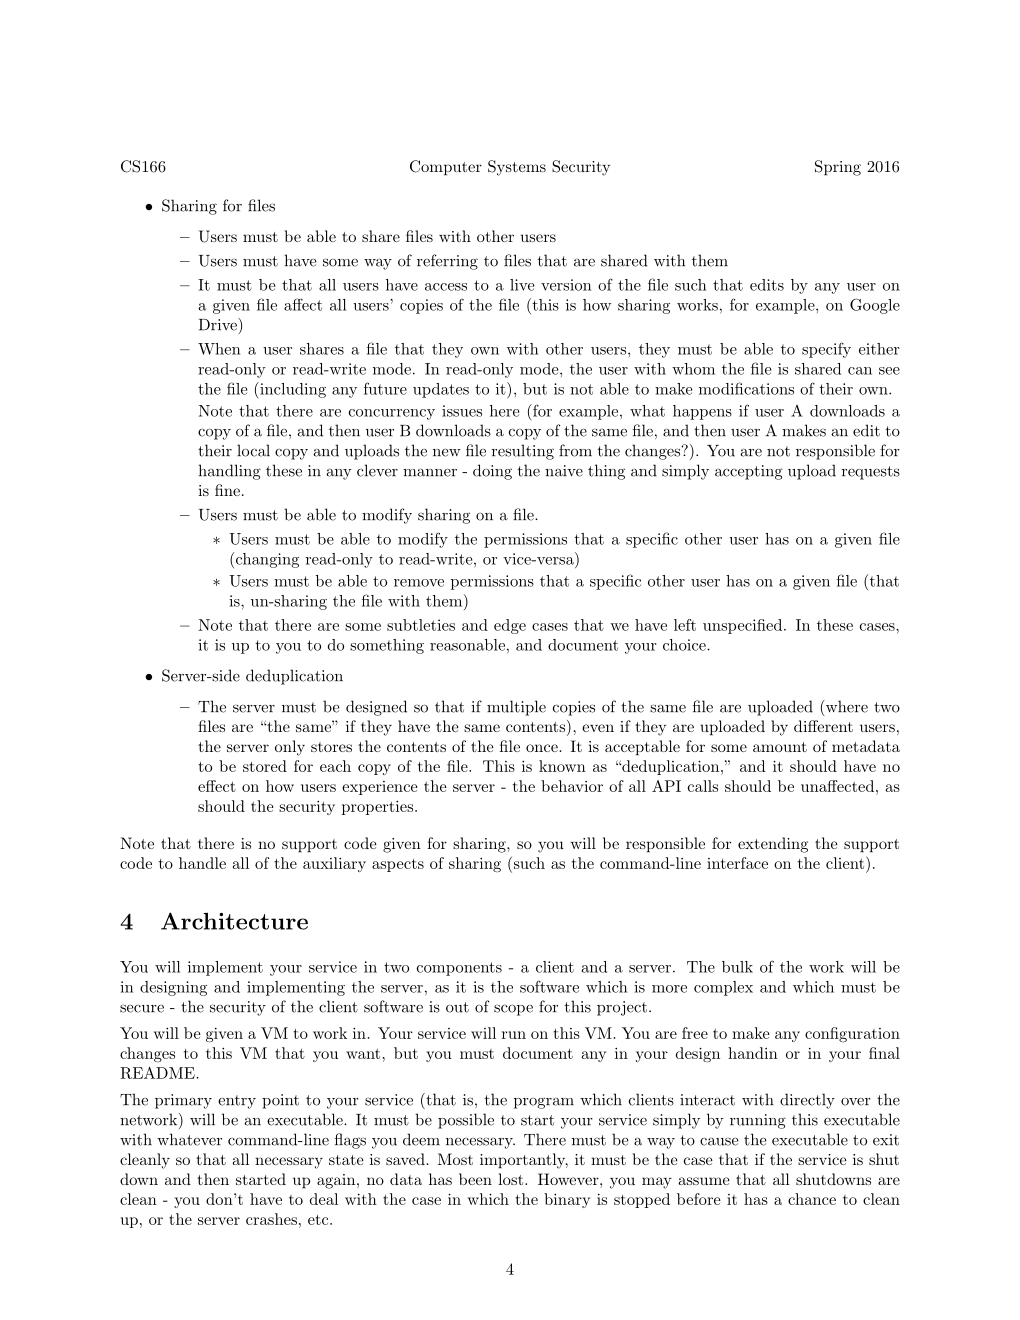 CS166 Computer Systems Security Spring 2016
• Sharing for files
– Users must be able to share files with other users
– Users must have some way of referring to files that are shared with them
– It must be that all users have access to a live version of the file such that edits by any user on
a given file affect all users' copies of the file (this is how sharing works, for example, on Google
Drive)
– When a user shares a file that they own with other users, they must be able to specify either
read-only or read-write mode. In read-only mode, the user with whom the file is shared can see
the file (including any future updates to it), but is not able to make modifications of their own.
Note that there are concurrency issues here (for example, what happens if user A downloads a
copy of a file, and then user B downloads a copy of the same file, and then user A makes an edit to
their local copy and uploads the new file resulting from the changes?). You are not responsible for
handling these in any clever manner - doing the naive thing and simply accepting upload requests
is fine.
– Users must be able to modify sharing on a file.
∗ Users must be able to modify the permissions that a specific other user has on a given file
(changing read-only to read-write, or vice-versa)
∗ Users must be able to remove permissions that a specific other user has on a given file (that
is, un-sharing the file with them)
– Note that there are some subtleties and edge cases that we have left unspecified. In these cases,
it is up to you to do something reasonable, and document your choice.
• Server-side deduplication
– The server must be designed so that if multiple copies of the same file are uploaded (where two
files are “the same” if they have the same contents), even if they are uploaded by different users,
the server only stores the contents of the file once. It is acceptable for some amount of metadata
to be stored for each copy of the file. This is known as “deduplication,” and it should have no
effect on how users experience the server - the behavior of all API calls should be unaffected, as
should the security properties.
Note that there is no support code given for sharing, so you will be responsible for extending the support
code to handle all of the auxiliary aspects of sharing (such as the command-line interface on the client).
4 Architecture
You will implement your service in two components - a client and a server. The bulk of the work will be
in designing and implementing the server, as it is the software which is more complex and which must be
secure - the security of the client software is out of scope for this project.
You will be given a VM to work in. Your service will run on this VM. You are free to make any configuration
changes to this VM that you want, but you must document any in your design handin or in your final
README.
The primary entry point to your service (that is, the program which clients interact with directly over the
network) will be an executable. It must be possible to start your service simply by running this executable
with whatever command-line flags you deem necessary. There must be a way to cause the executable to exit
cleanly so that all necessary state is saved. Most importantly, it must be the case that if the service is shut
down and then started up again, no data has been lost. However, you may assume that all shutdowns are
clean - you don't have to deal with the case in which the binary is stopped before it has a chance to clean
up, or the server crashes, etc.
4